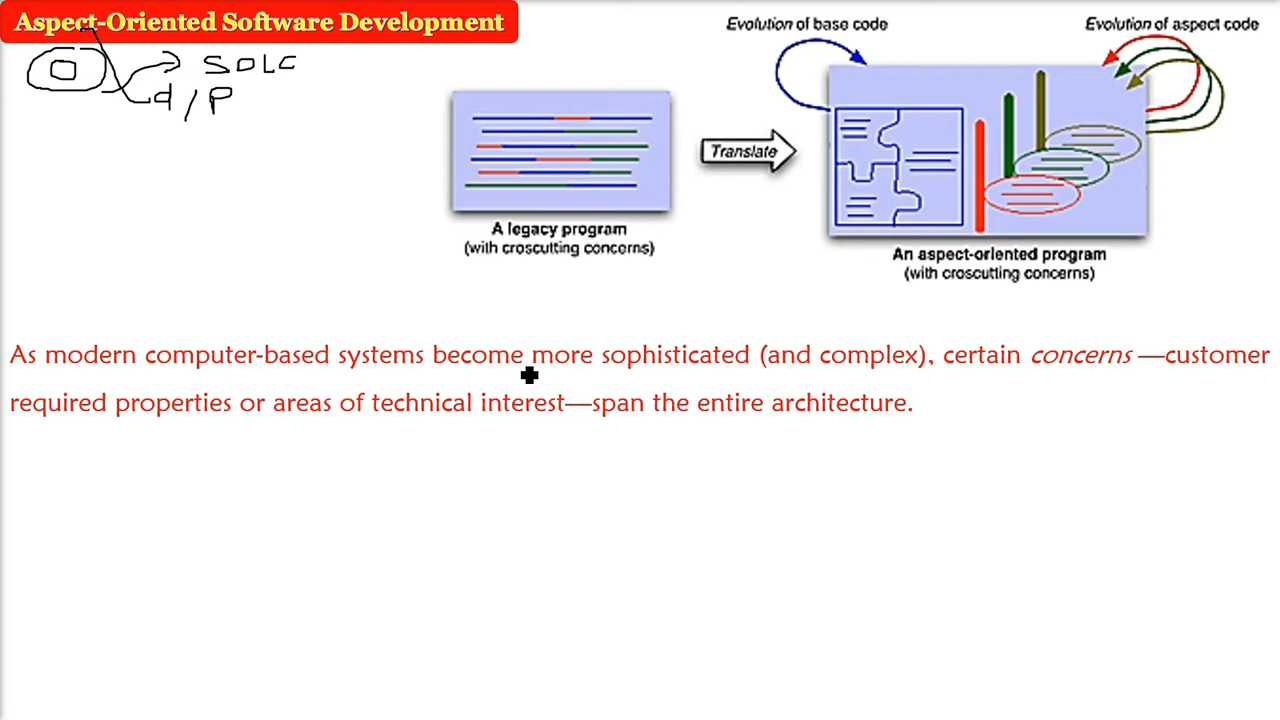 Aspect-Oriented Software Development
SDLC
d/P
Evolution of base code
Evolution of aspect code
Translate
A legacy program
(with croscutting concerns)
An aspect-oriented program
(with croscutting concerns)
As modern computer-based systems become more sophisticated (and complex), certain concerns —customer
required properties or areas of technical interest—span the entire architecture.